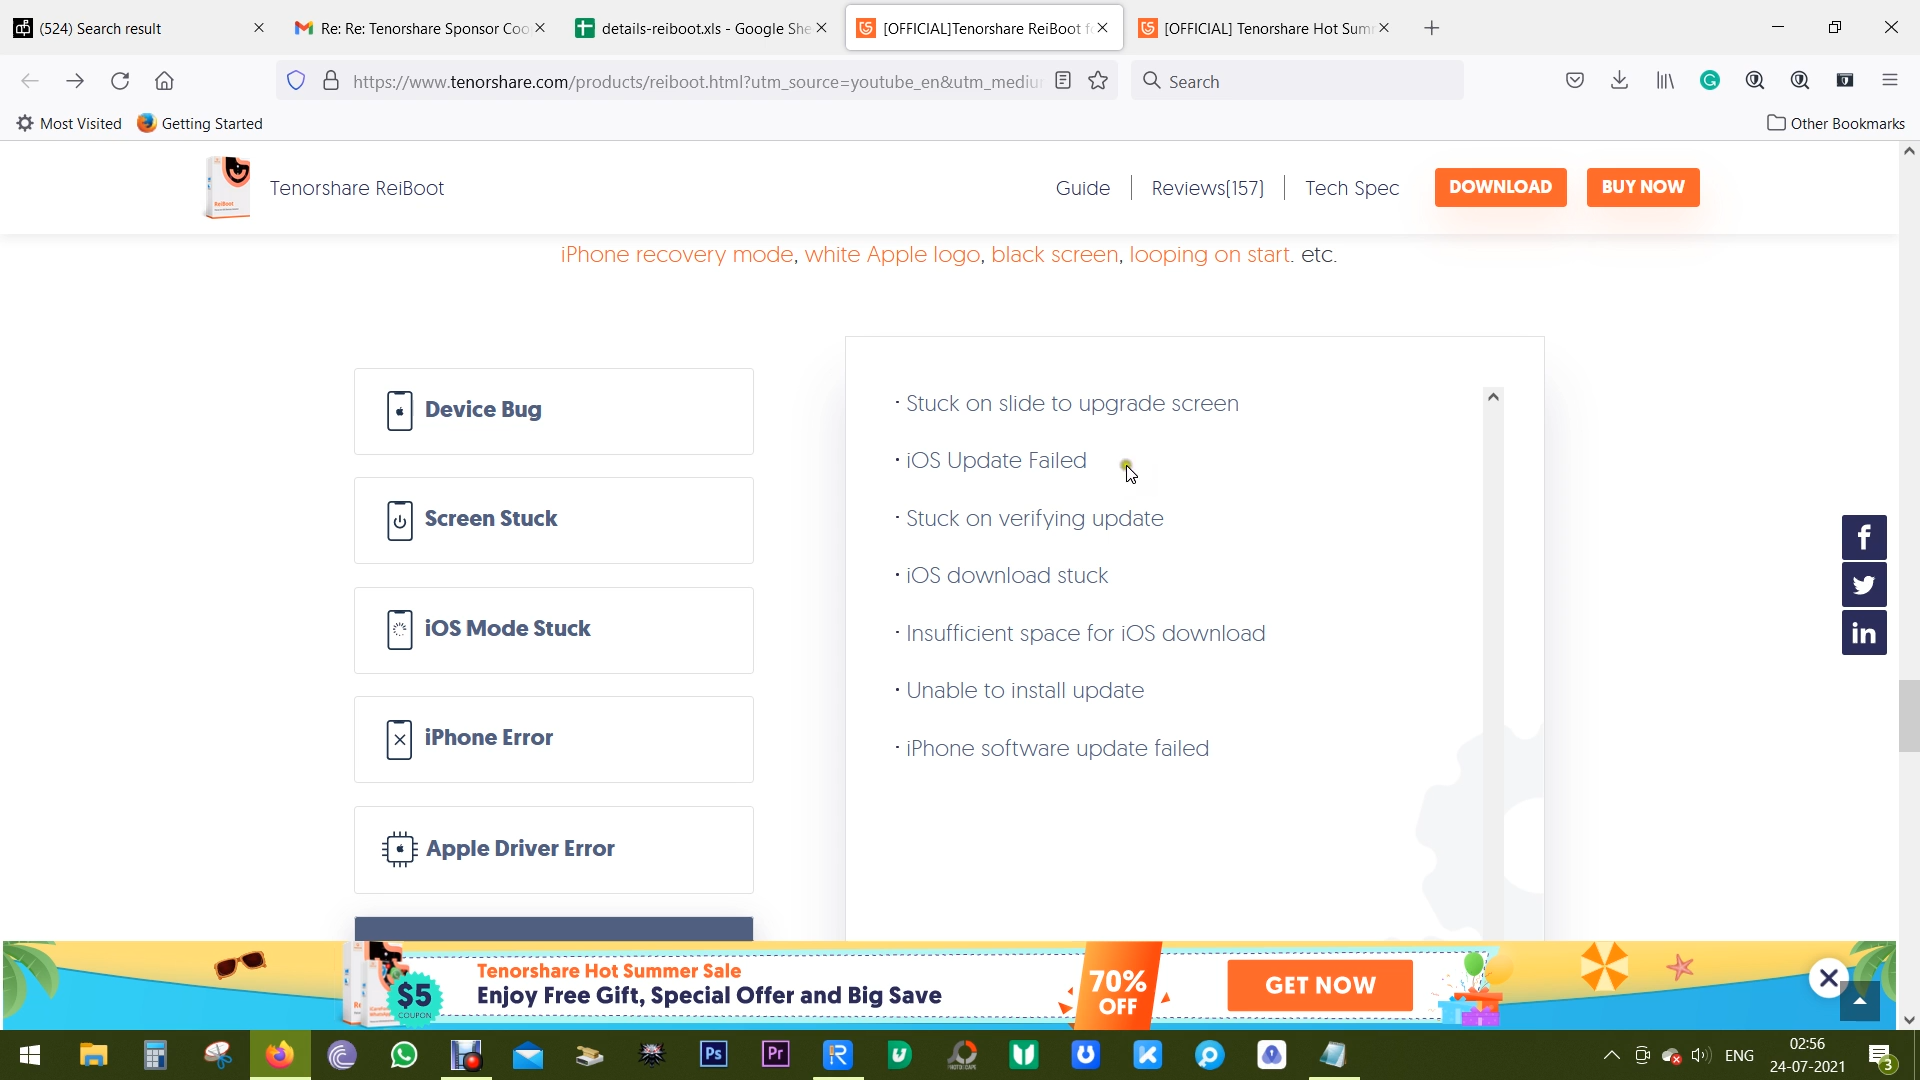 (524) Search result
Re: Re: Tenorshare Sponsor Coo
details-reiboot.xls - Google She
[OFFICIAL]Tenorshare ReiBoot f
[OFFICIAL] Tenorshare Hot Sum
https://www.tenorshare.com/products/reiboot.html?utm_source=youtube_en&utm_mediu
Search
Most Visited
Getting Started
Other Bookmarks
ReiBoot
Tenorshare ReiBoot
Guide
Reviews(157)
Tech Spec
DOWNLOAD
BUY NOW
iPhone recovery mode, white Apple logo, black screen, looping on start. etc.
Device Bug
Screen Stuck
iOS Mode Stuck
iPhone Error
Apple Driver Error
· Stuck on slide to upgrade screen
· iOS Update Failed
· Stuck on verifying update
· iOS download stuck
· Insufficient space for iOS download
· Unable to install update
· iPhone software update failed
f
in
$5
COUPON
Tenorshare Hot Summer Sale
Enjoy Free Gift, Special Offer and Big Save
70%
OFF
GET NOW
Ps
Pr
ENG
02:56
24-07-2021
3